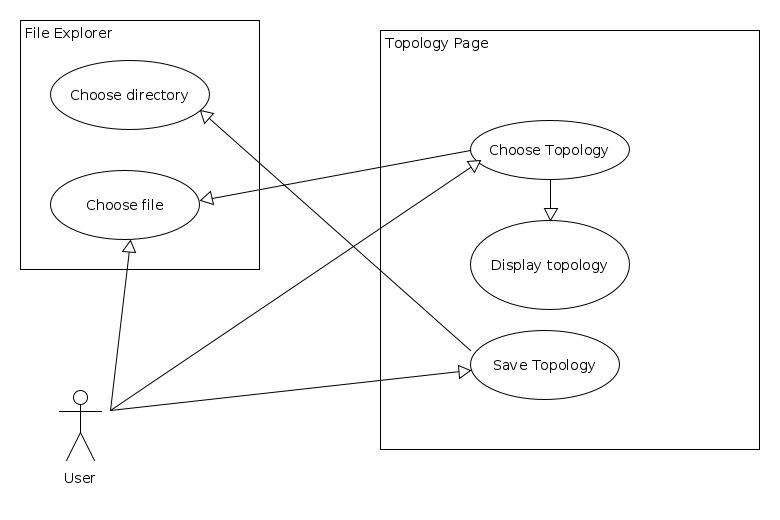 File Explorer
Choose directory
Choose file
Topology Page
Choose Topology
Display topology
Save Topology
User